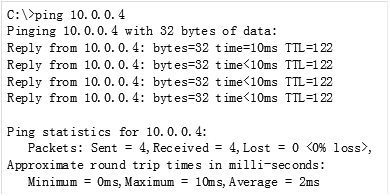 C:\>ping 10.0.0.4
Pinging 10.0.0.4 with 32 bytes of data:
Reply from 10.0.0.4: bytes=32 time=10ms TTL=122
Reply from 10.0.0.4: bytes=32 time<10ms TTL=122
Reply from 10.0.0.4: bytes=32 time<10ms TTL=122
Reply from 10.0.0.4: bytes=32 time<10ms TTL=122
Ping statistics for 10.0.0.4:
Packets: Sent = 4,Received = 4,Lost = 0 <0% loss>,
Approximate round trip times in milli-seconds:
Minimum = 0ms,Maximum = 10ms,Average = 2ms